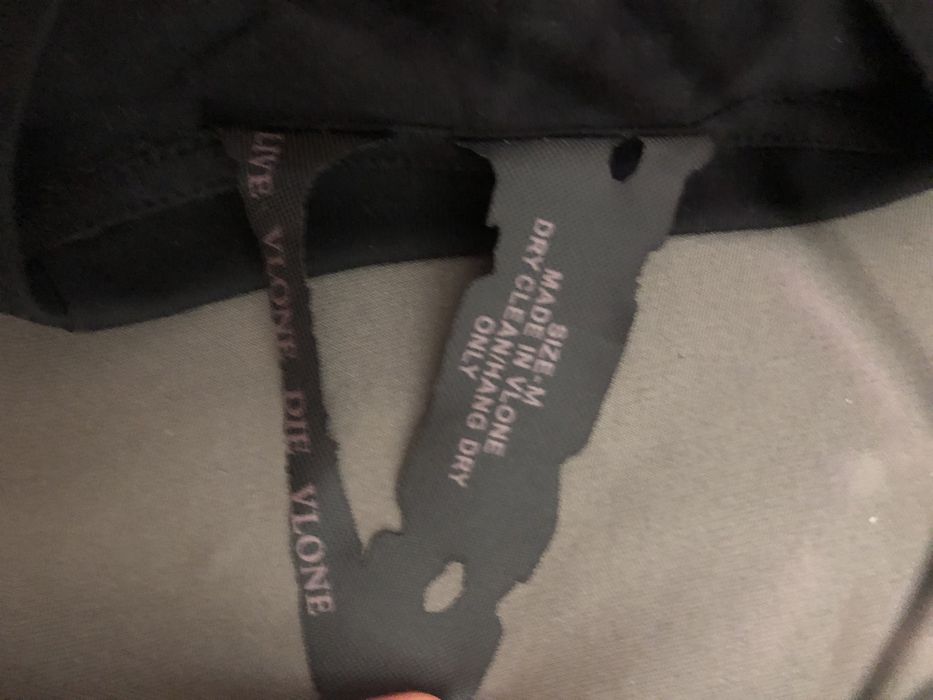 LIVE VLONE DIE VLONE
SIZE-M
MADE IN VLONE
DRY CLEAN/HANG DRY
ONLY